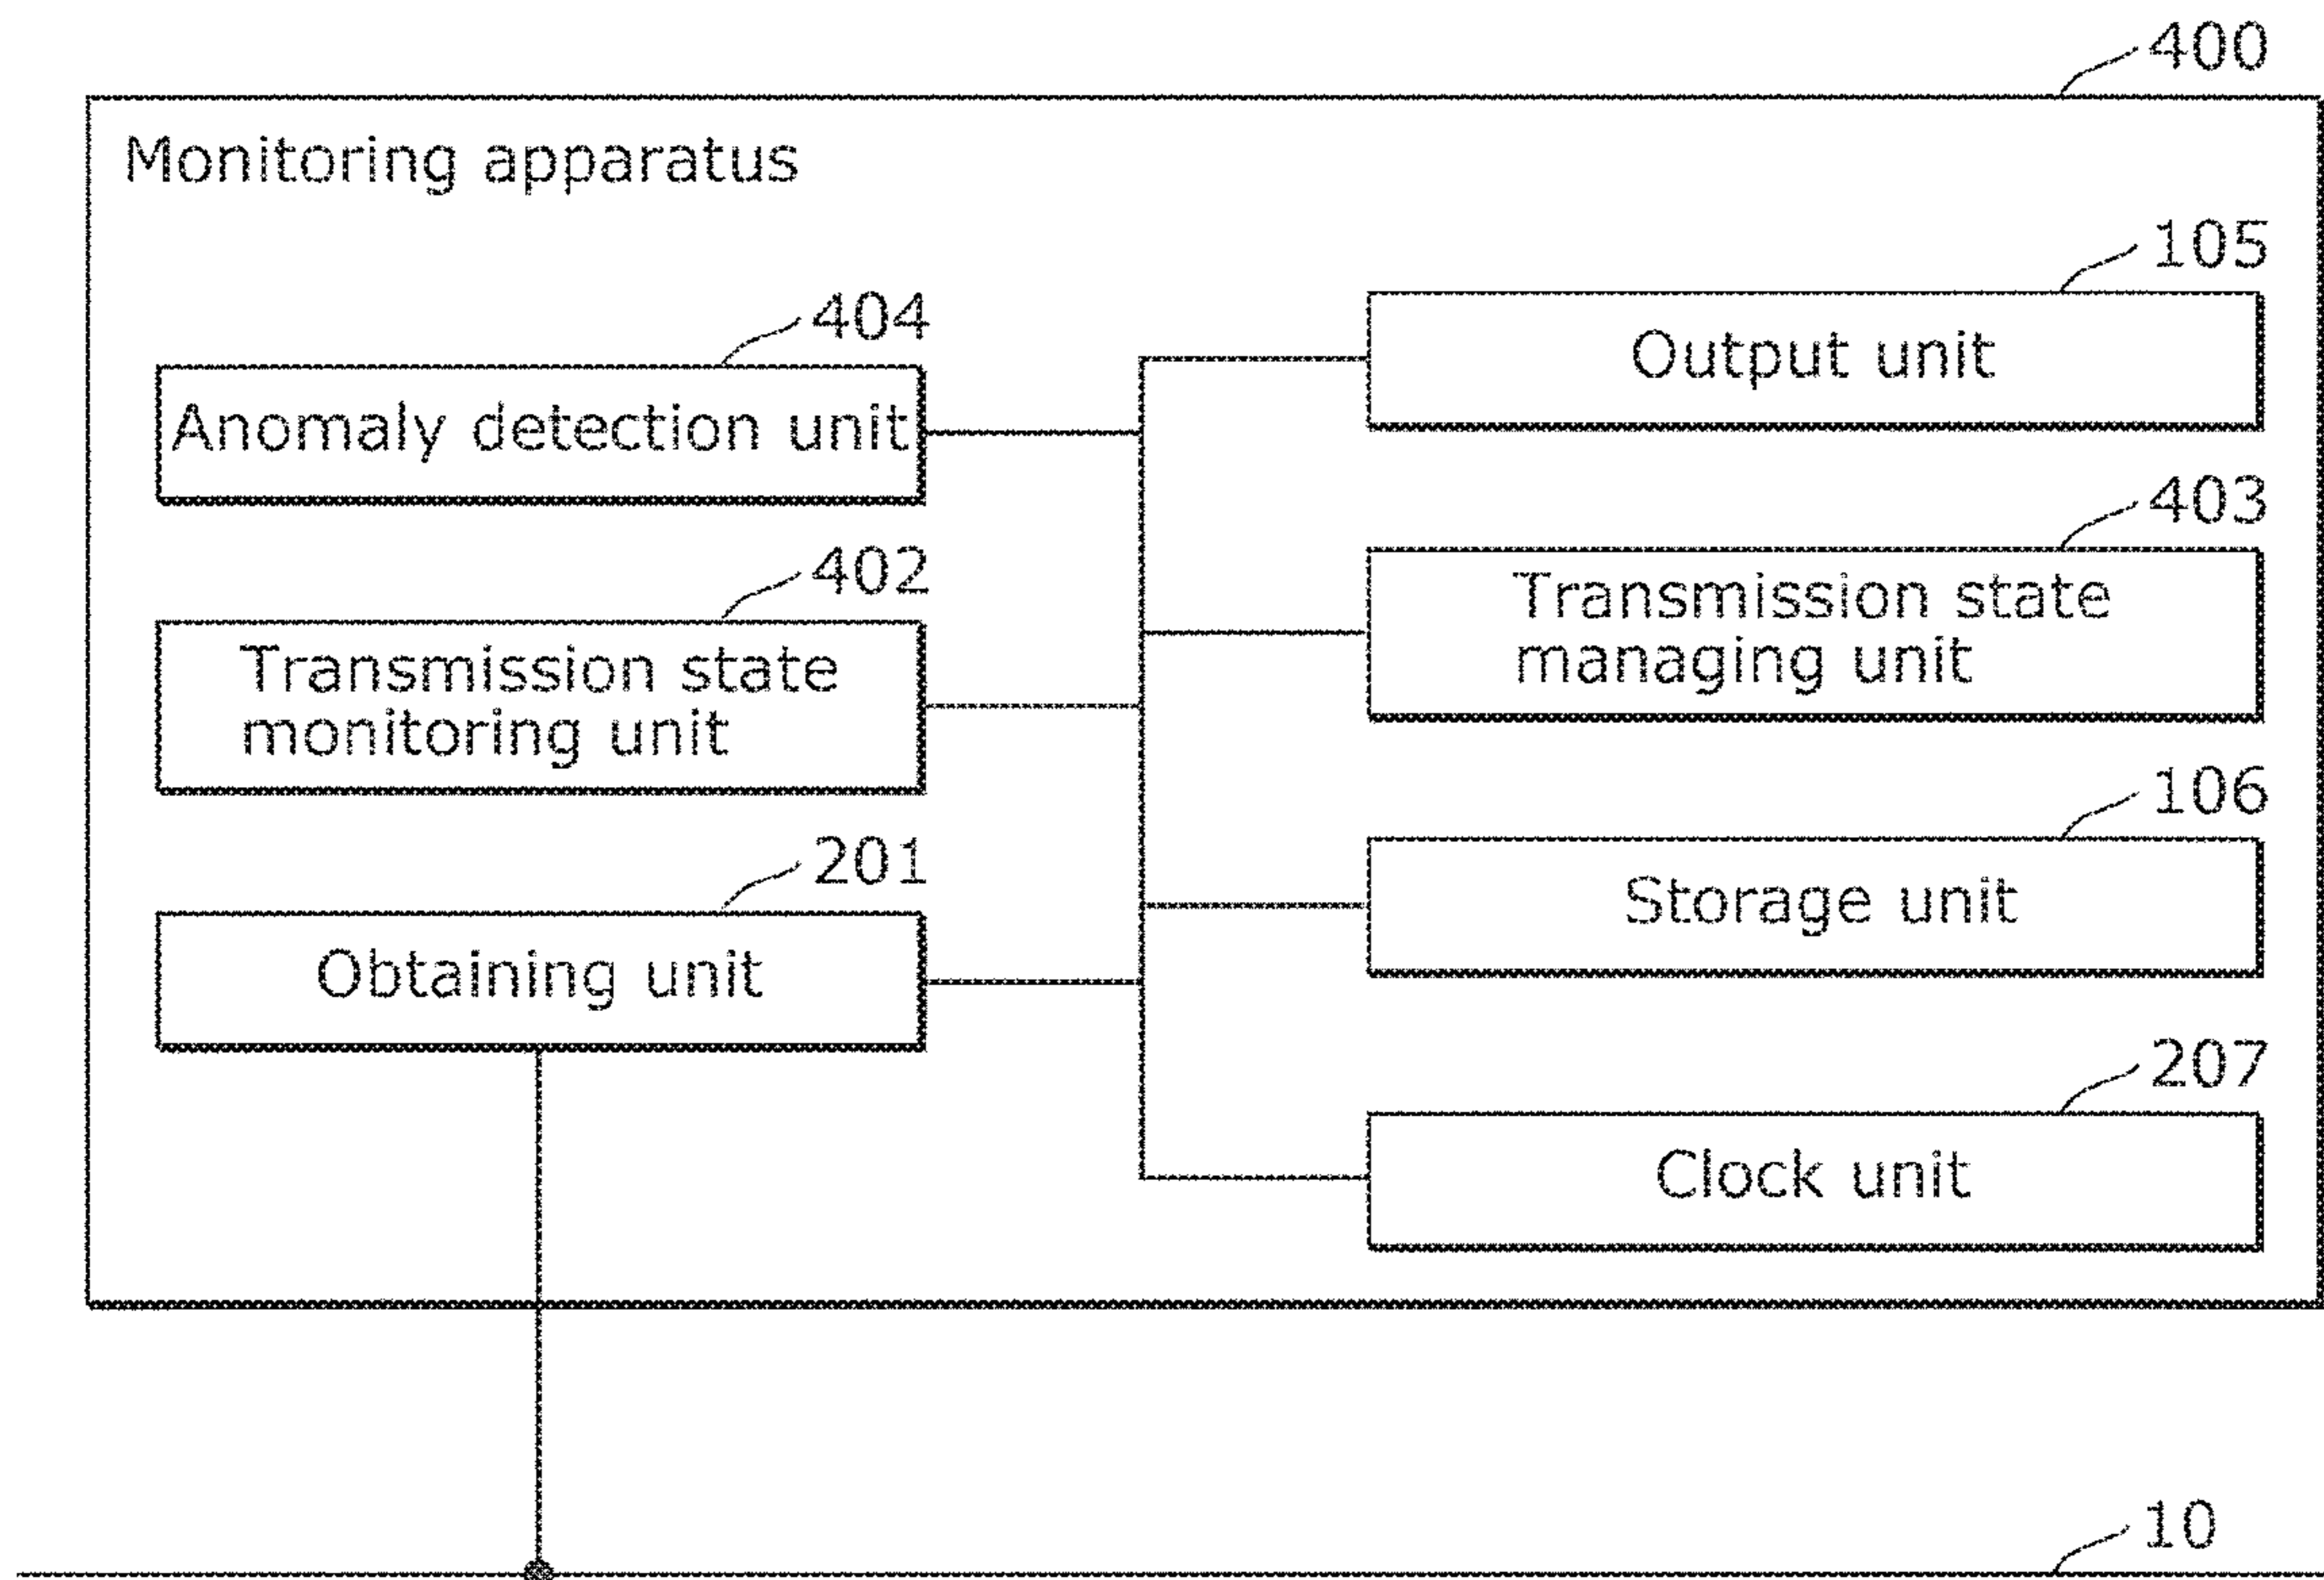 400
Monitoring apparatus
105
Output unit
404
Anomaly detection unit
403
Transmission state
managing unit
402
Transmission state
monitoring unit
106
Storage unit
201
Obtaining unit
207
Clock unit
10